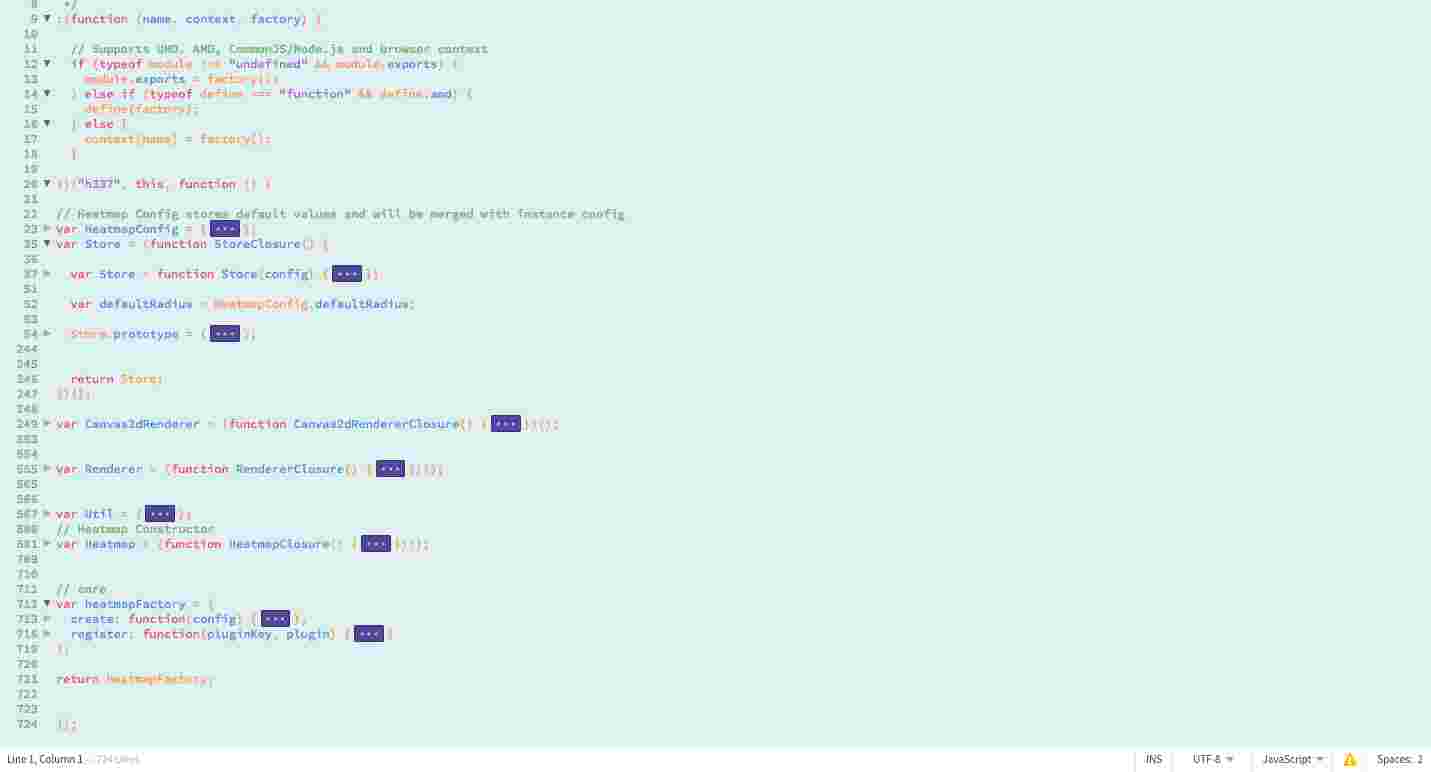 8 */
9 ;(function (name, context, factory) {
10
11 // Supports UMD, AMD, CommonJS/Node.js and browser context
12 if (typeof module !== "undefined" && module.exports) {
13 module.exports = factory();
14 } else if (typeof define === "function" && define.amd) {
15 define(factory);
16 } else {
17 context[name] = factory();
18 }
19
20 })("h337", this, function () {
21
22 // Heatmap Config stores default values and will be merged with instance config
23 var HeatmapConfig = { ••• };
35 var Store = (function StoreClosure() {
36
37 var Store = function Store(config) { ••• };
51
52 var defaultRadius = HeatmapConfig.defaultRadius;
53
54 Store.prototype = { ••• };
244
245
246 return Store;
247 })();
248
249 var Canvas2dRenderer = (function Canvas2dRendererClosure() { ••• })();
553
554
555 var Renderer = (function RendererClosure() { ••• })();
565
566
567 var Util = { ••• };
580 // Heatmap Constructor
581 var Heatmap = (function HeatmapClosure() { ••• })();
709
710
711 // core
712 var heatmapFactory = {
713 create: function(config) { ••• },
716 register: function(pluginKey, plugin) { ••• }
719 };
720
721 return heatmapFactory;
722
723
724 });
Line 1, Column 1 — 724 Lines
INS UTF-8 JavaScript Spaces: 2